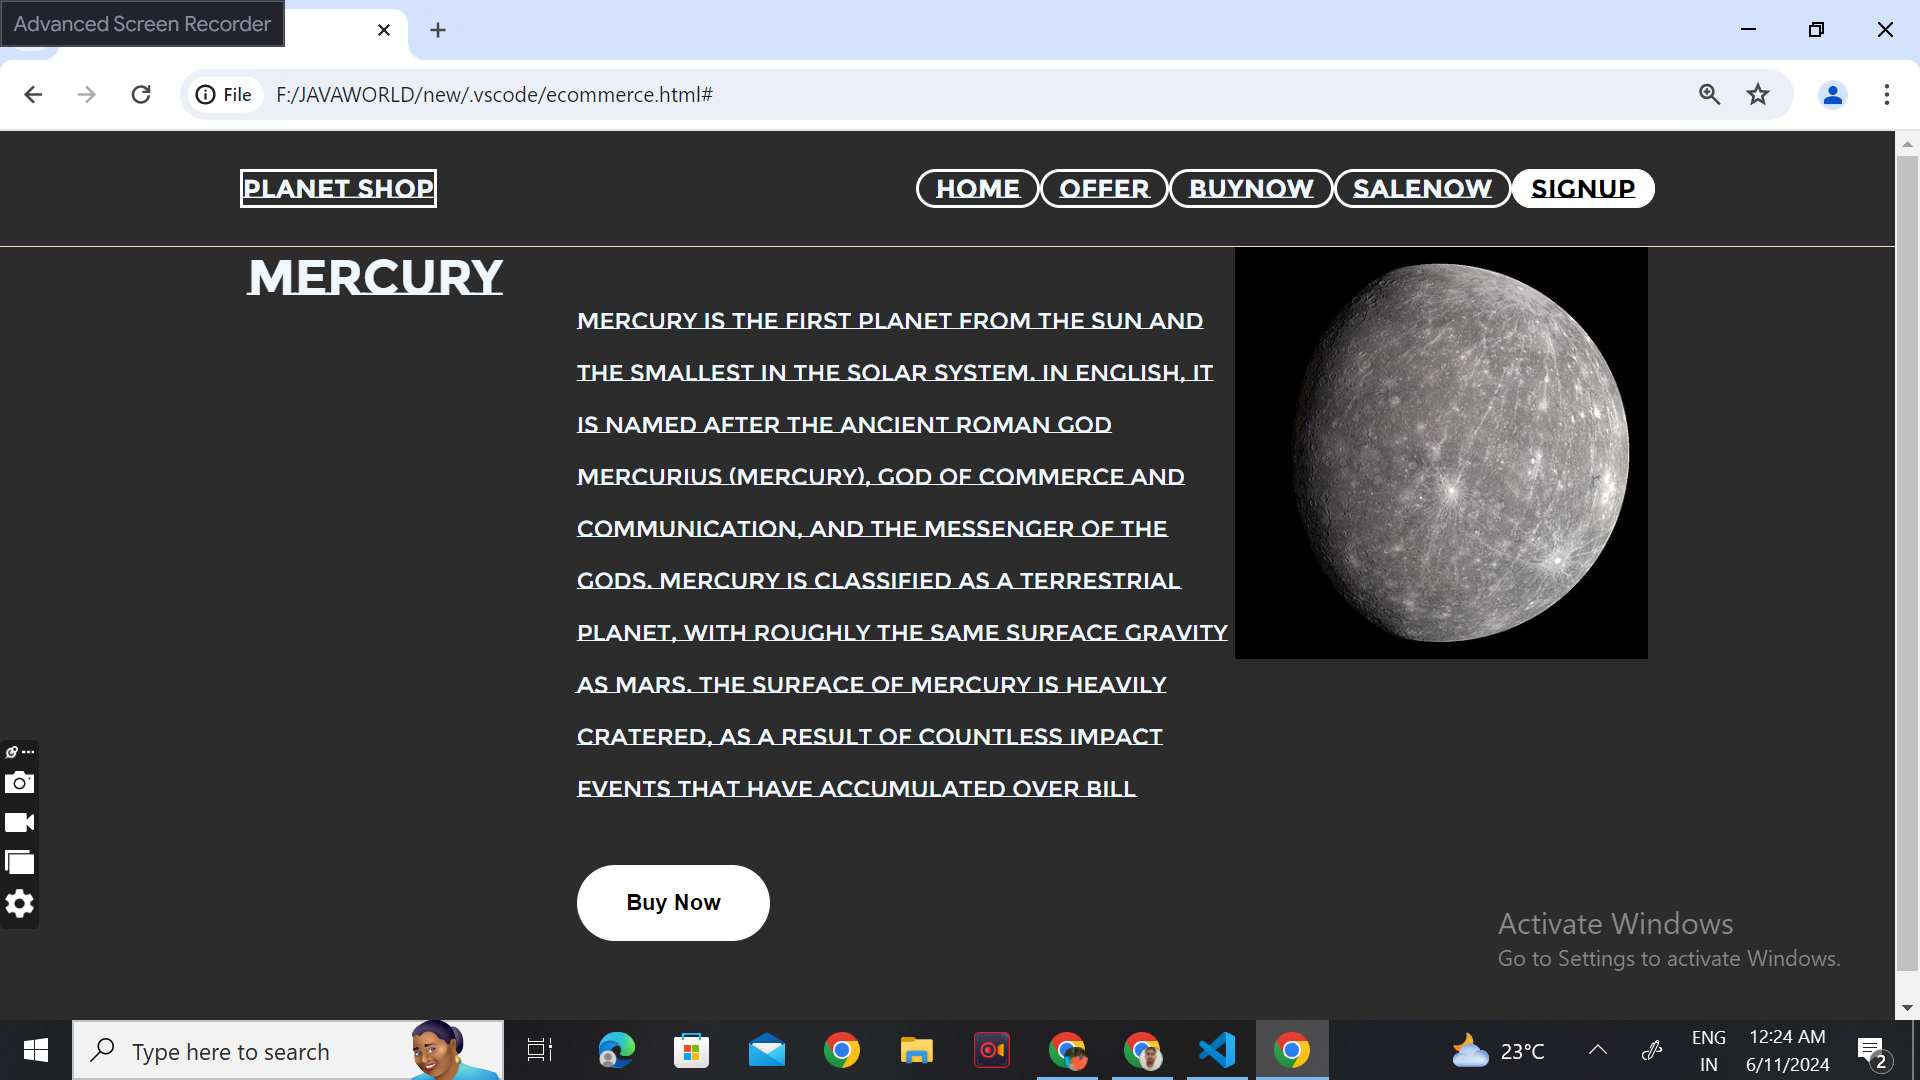 Advanced Screen Recorder
File
F:/JAVAWORLD/new/.vscode/ecommerce.html#
PLANET SHOP
HOME
OFFER
BUYNOW
SALENOW
SIGNUP
MERCURY
MERCURY IS THE FIRST PLANET FROM THE SUN AND
THE SMALLEST IN THE SOLAR SYSTEM. IN ENGLISH, IT
IS NAMED AFTER THE ANCIENT ROMAN GOD
MERCURIUS (MERCURY), GOD OF COMMERCE AND
COMMUNICATION, AND THE MESSENGER OF THE
GODS. MERCURY IS CLASSIFIED AS A TERRESTRIAL
PLANET, WITH ROUGHLY THE SAME SURFACE GRAVITY
AS MARS. THE SURFACE OF MERCURY IS HEAVILY
CRATERED, AS A RESULT OF COUNTLESS IMPACT
EVENTS THAT HAVE ACCUMULATED OVER BILL
Buy Now
Activate Windows
Go to Settings to activate Windows.
Type here to search
23°C
ENG
IN
12:24 AM
6/11/2024
2